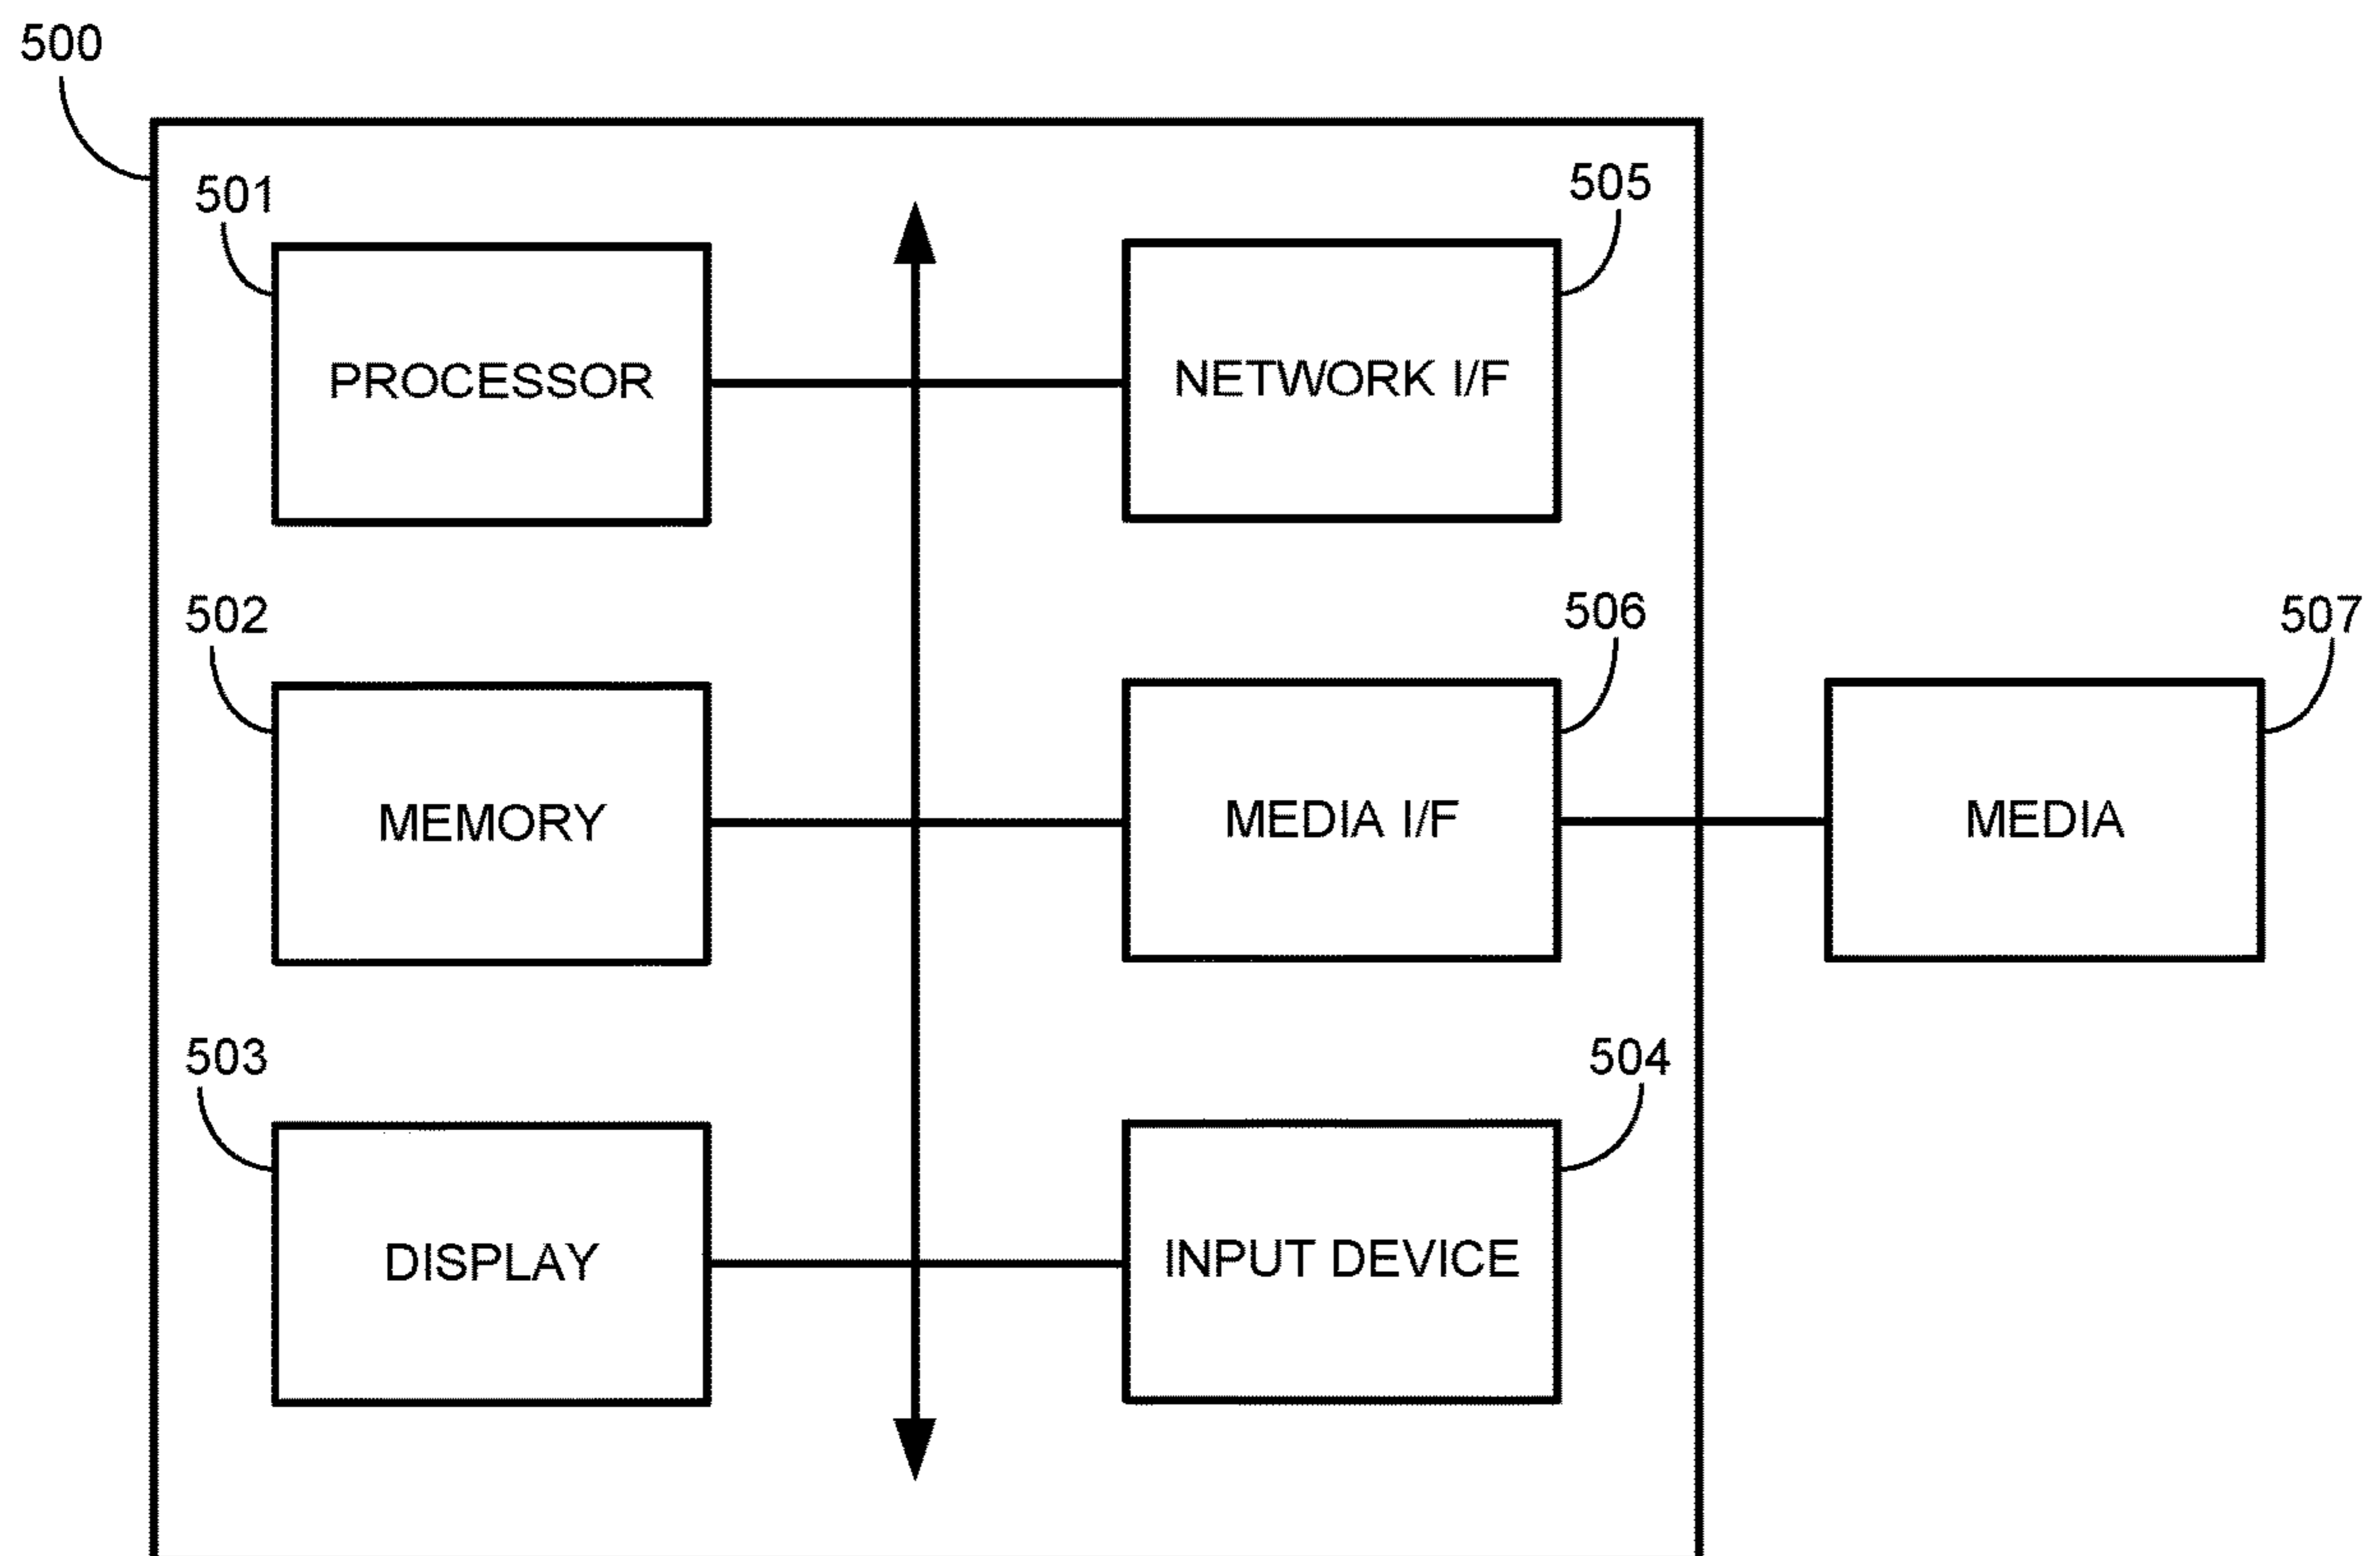 500
501
505
PROCESSOR
NETWORK I/F
502
506
507
MEMORY
MEDIA I/F
MEDIA
503
504
DISPLAY
INPUT DEVICE